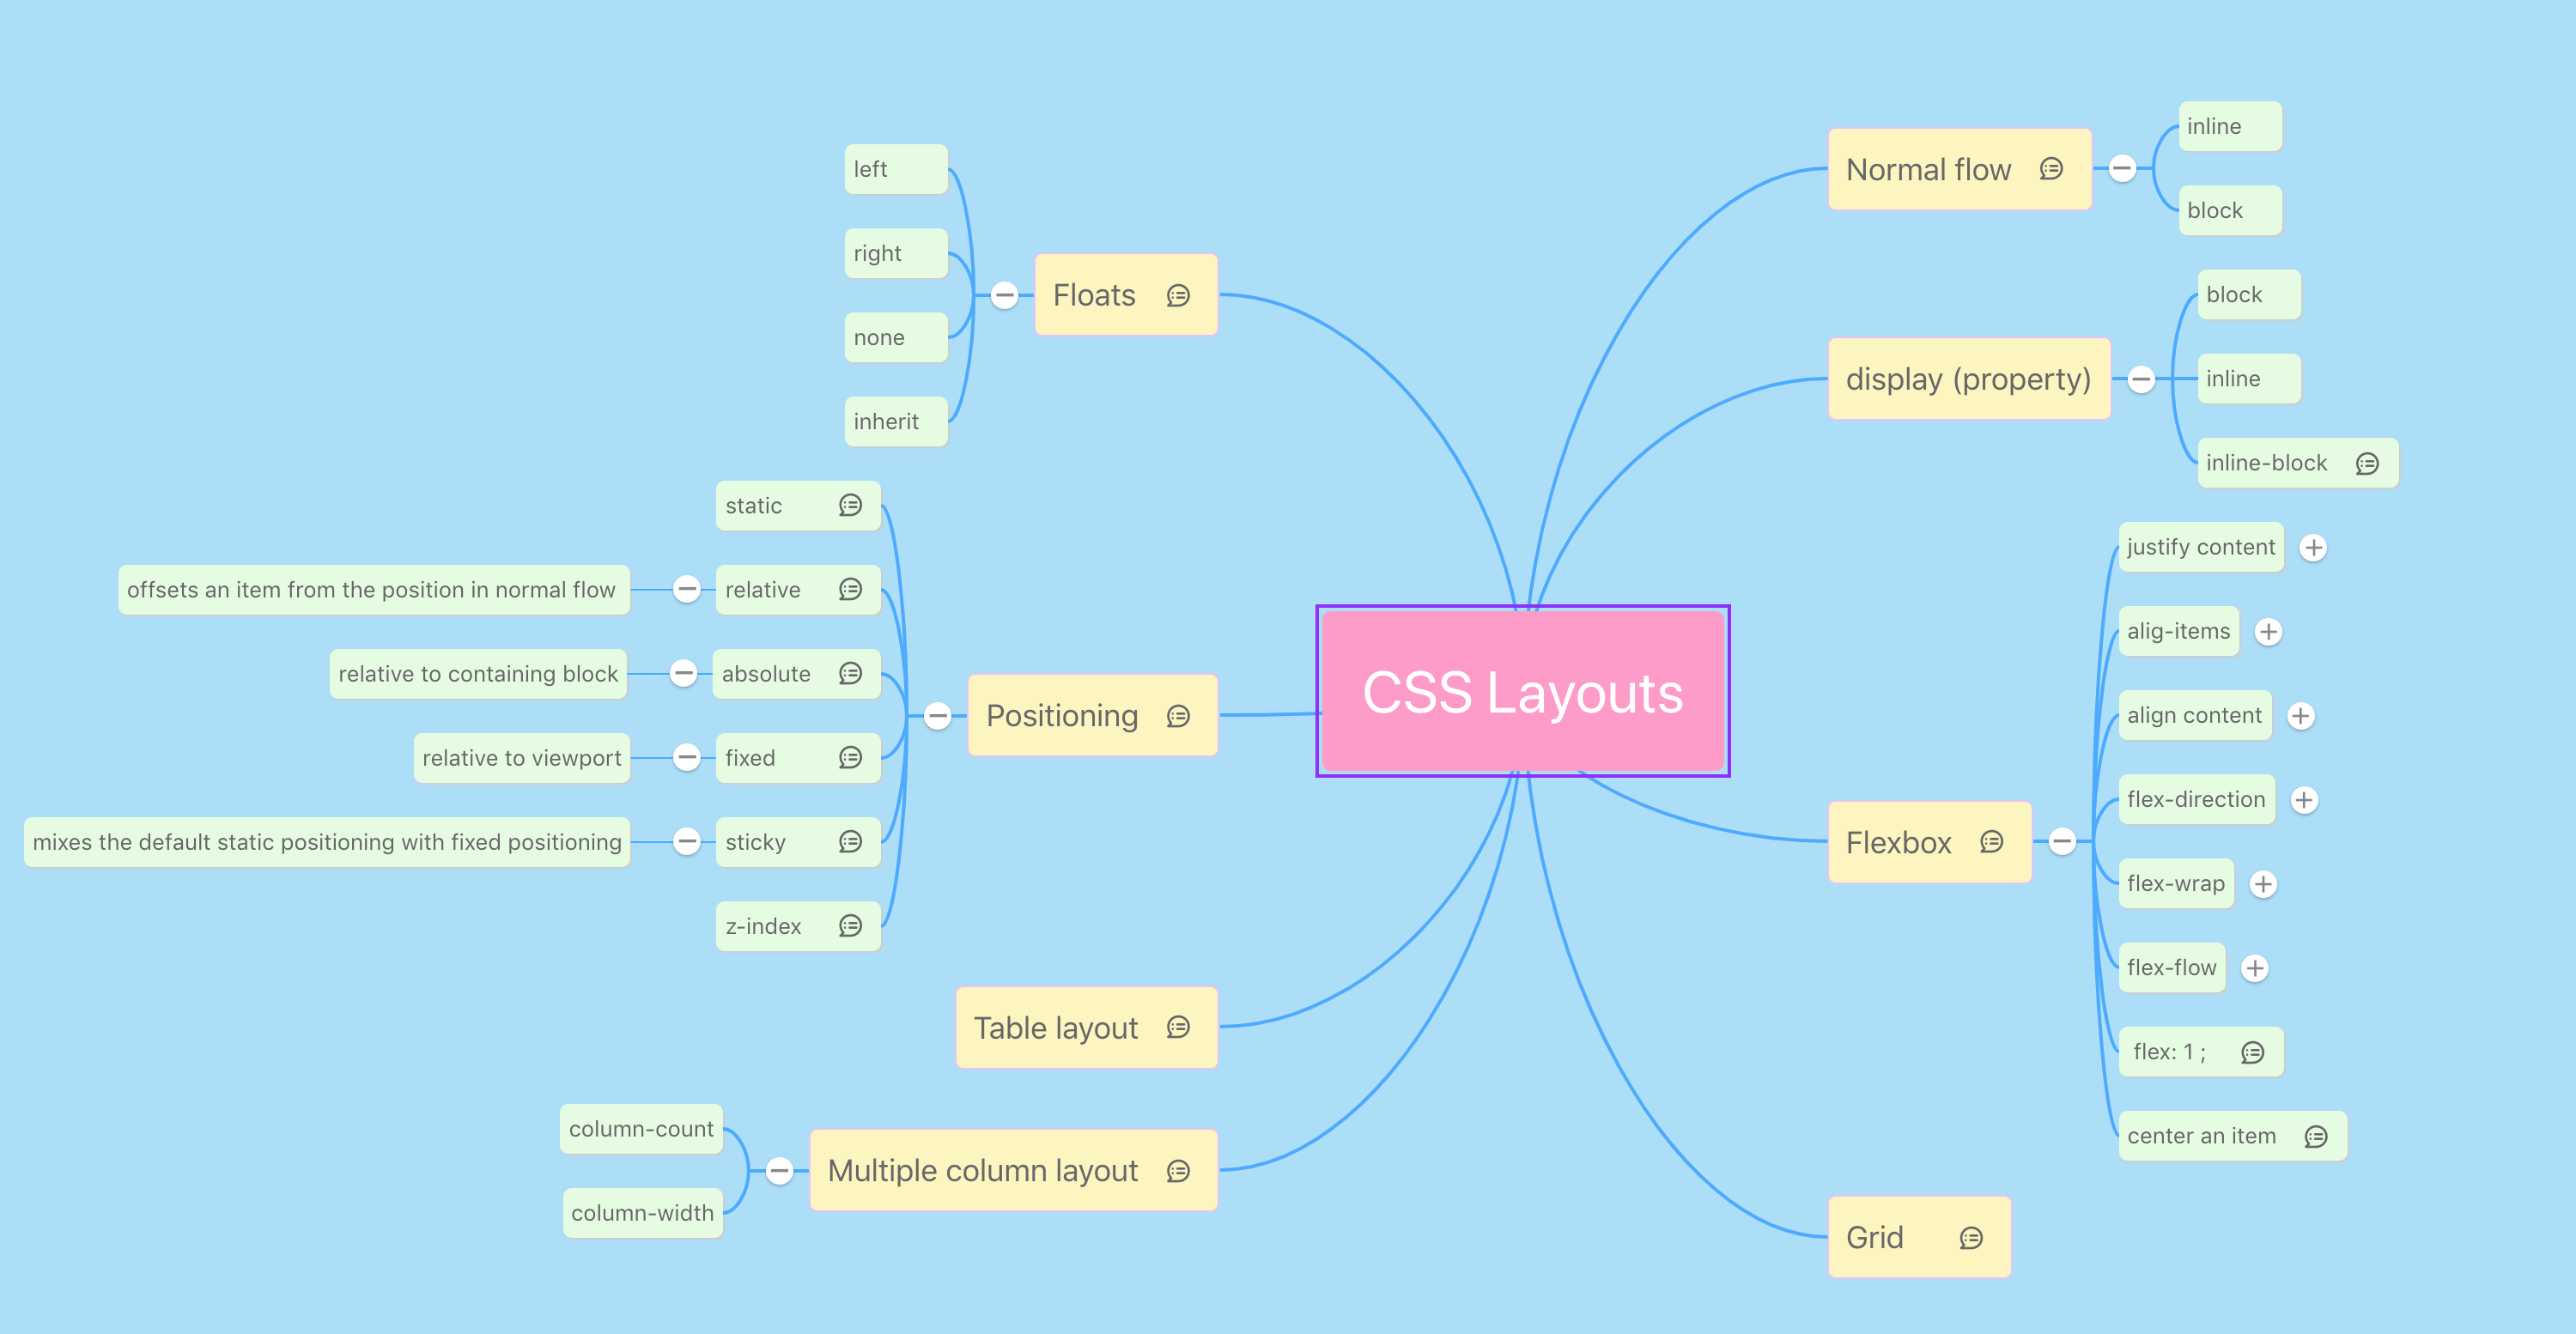 CSS Layouts
Normal flow
inline
block
display (property)
block
inline
inline-block
Flexbox
justify content
alig-items
align content
flex-direction
flex-wrap
flex-flow
flex: 1 ;
center an item
Grid
Floats
left
right
none
inherit
Positioning
static
relative
offsets an item from the position in normal flow
absolute
relative to containing block
fixed
relative to viewport
sticky
mixes the default static positioning with fixed positioning
z-index
Table layout
Multiple column layout
column-count
column-width